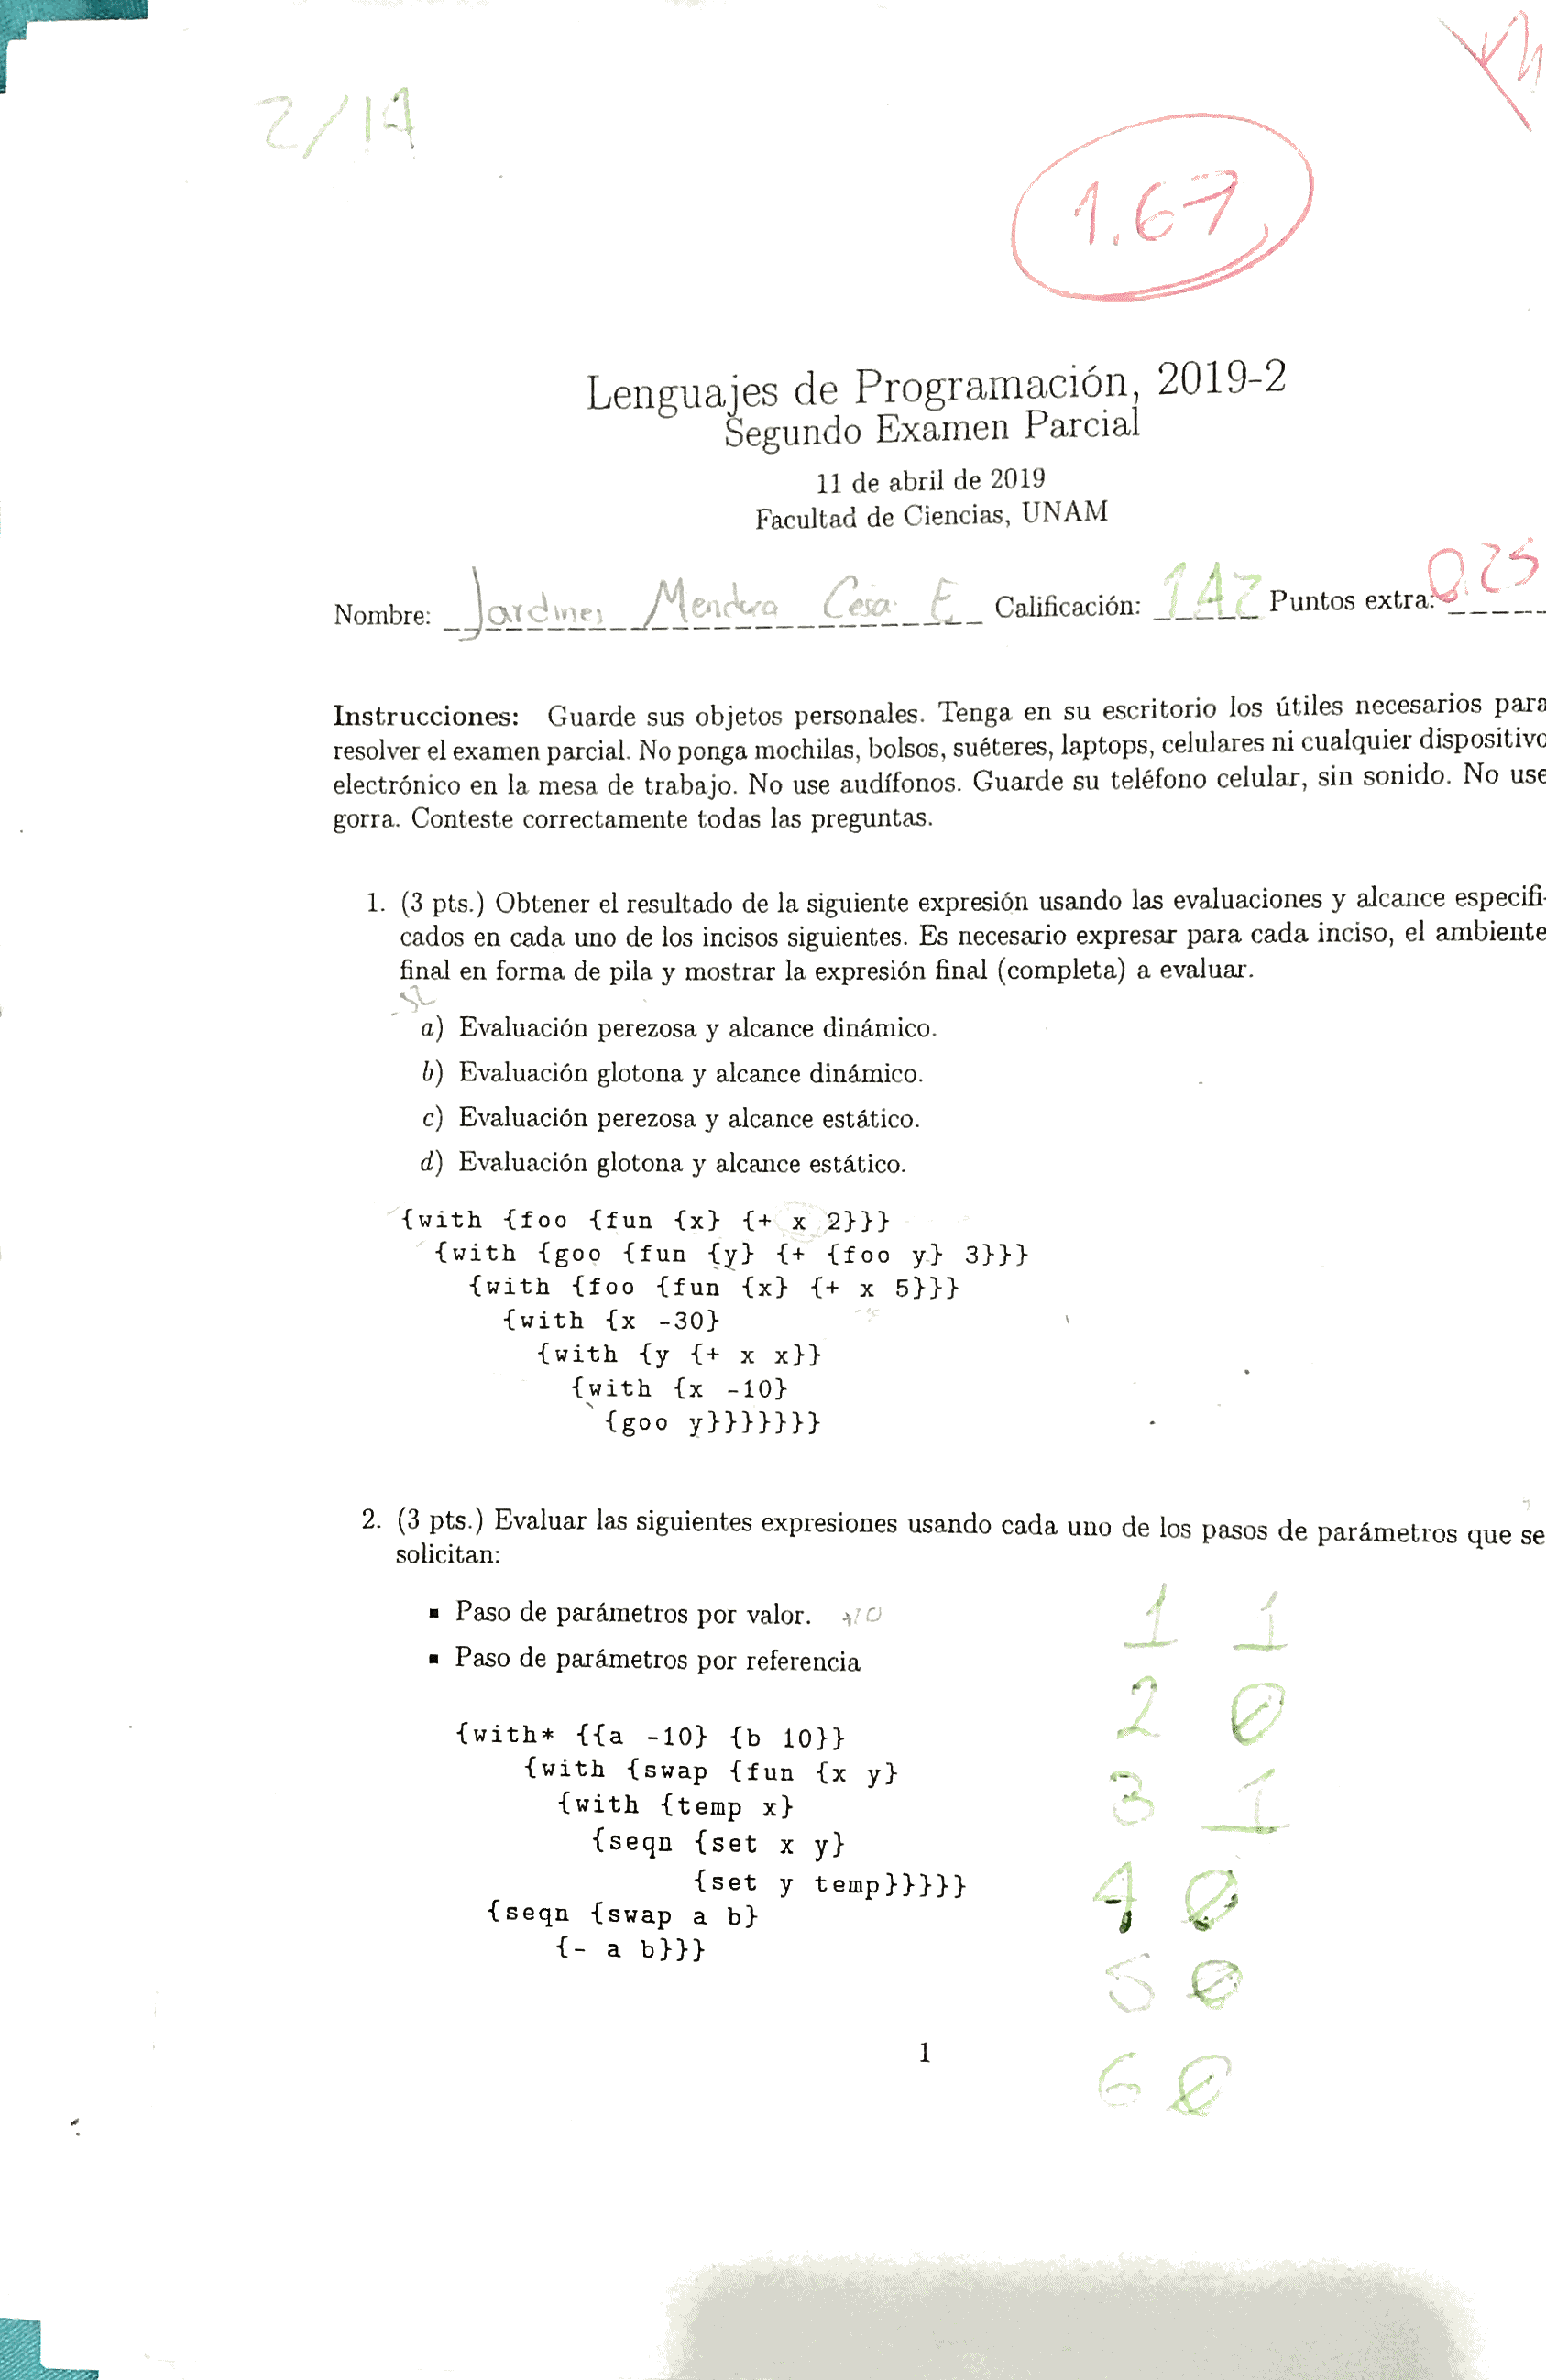 2/14
1.67
Lenguajes de Programación, 2019-2
Segundo Examen Parcial
11 de abril de 2019
Facultad de Ciencias, UNAM
Nombre: Jardines E Calificación: 1.42 Puntos extra: 0.25
Instrucciones: Guarde sus objetos personales. Tenga en su escritorio los útiles necesarios para
resolver el examen parcial. No ponga mochilas, bolsos, suéteres, laptops, celulares ni cualquier dispositivo
electrónico en la mesa de trabajo. No use audífonos. Guarde su teléfono celular, sin sonido. No use
gorra. Conteste correctamente todas las preguntas.
1. (3 pts.) Obtener el resultado de la siguiente expresión usando las evaluaciones y alcance especifi-
cados en cada uno de los incisos siguientes. Es necesario expresar para cada inciso, el ambiente
final en forma de pila y mostrar la expresión final (completa) a evaluar.
a) Evaluación perezosa y alcance dinámico.
b) Evaluación glotona y alcance dinámico.
c) Evaluación perezosa y alcance estático.
d) Evaluación glotona y alcance estático.
{with {foo {fun {x} {+ x 2}}}
{with {goo {fun {y} {+ {foo y} 3}}}
{with {foo {fun {x} {+ x 5}}}
{with {x -30}
{with {y {+ x x}}
{with {x -10}
{goo y}}}}}}}
2. (3 pts.) Evaluar las siguientes expresiones usando cada uno de los pasos de parámetros que se
solicitan:
▪ Paso de parámetros por valor.
▪ Paso de parámetros por referencia
{with* {{a -10} {b 10}}
{with {swap {fun {x y}
{with {temp x}
{seqn {set x y}
{set y temp}}}}}
{seqn {swap a b}
{- a b}}}
1 1
2 0
3 1
4 0
5 0
6 0
1